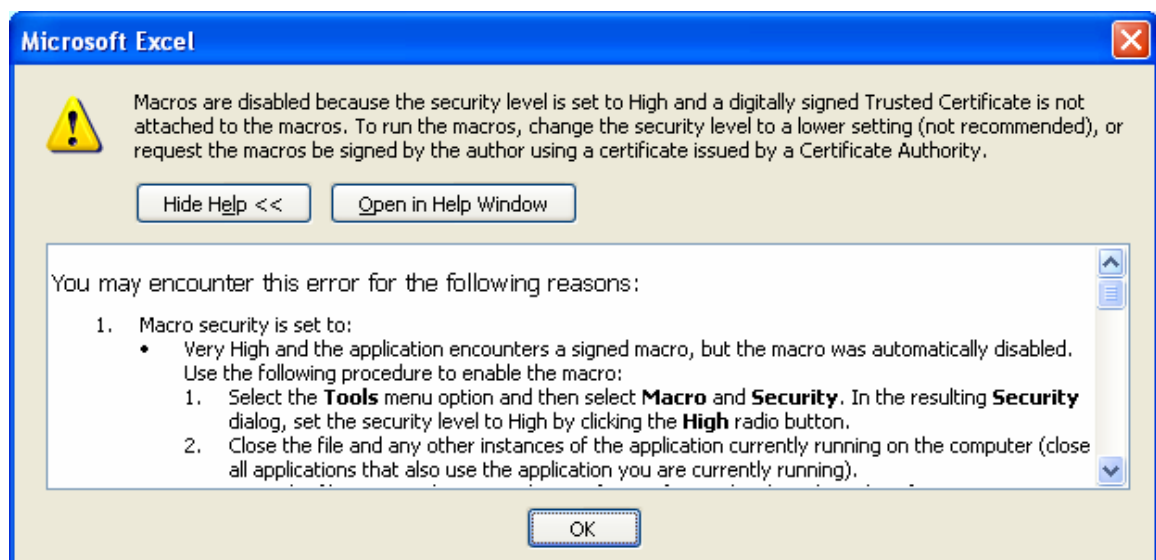 Microsoft Excel
Macros are disabled because the security level is set to High and a digitally signed Trusted Certificate is not
attached to the macros. To run the macros, change the security level to a lower setting (not recommended), or
request the macros be signed by the author using a certificate issued by a Certificate Authority.
Hide Help << Open in Help Window
You may encounter this error for the following reasons:
1. Macro security is set to:
• Very High and the application encounters a signed macro, but the macro was automatically disabled.
Use the following procedure to enable the macro:
1. Select the Tools menu option and then select Macro and Security. In the resulting Security
dialog, set the security level to High by clicking the High radio button.
2. Close the file and any other instances of the application currently running on the computer (close
all applications that also use the application you are currently running).
OK